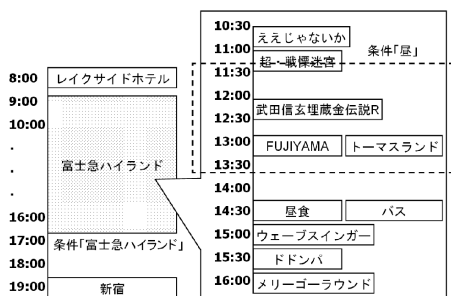 8:00 レイクサイドホテル
9:00
10:00
.
.
富士急ハイランド
.
16:00
17:00 条件「富士急ハイランド」
18:00
19:00 新宿
10:30 ええじゃないか
11:00 超・戦慄迷宮 条件「昼」
11:30
12:00 武田信玄埋蔵金伝説R
12:30
13:00 FUJIYAMA トーマスランド
13:30
14:00
14:30 昼食 バス
15:00 ウェーブスインガー
15:30 ドドンパ
16:00 メリーゴーラウンド